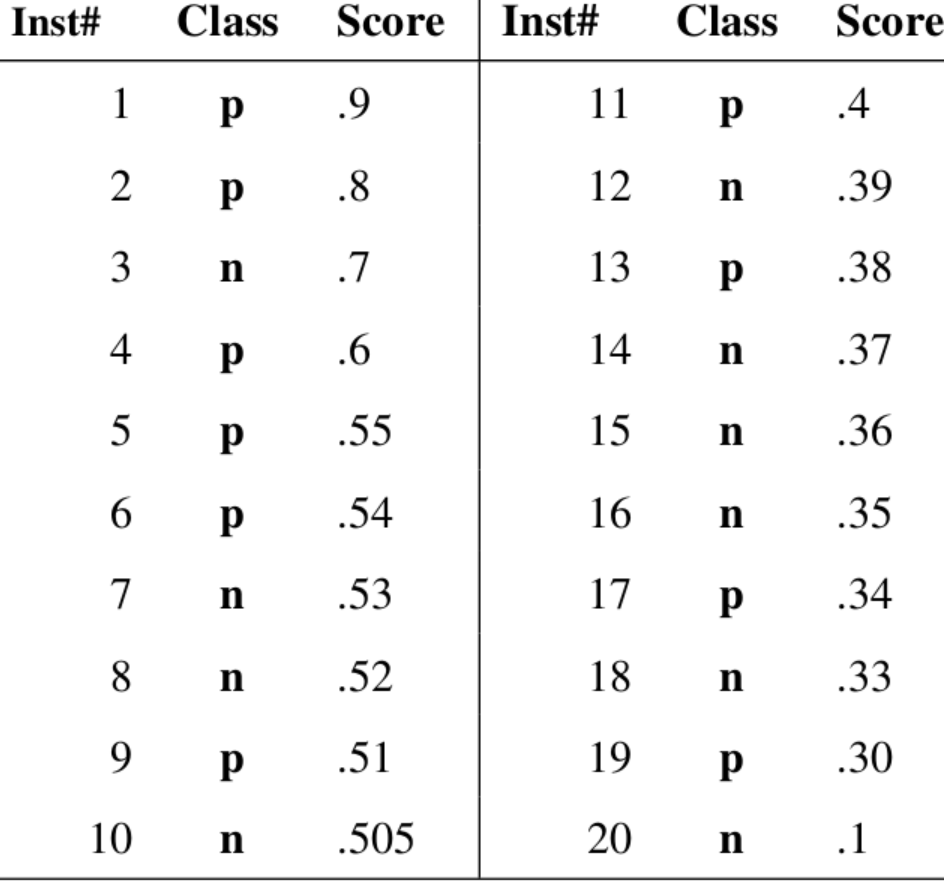 Inst# Class Score Inst# Class Score
1 p .9 11 p .4
2 p .8 12 n .39
3 n .7 13 p .38
4 p .6 14 n .37
5 p .55 15 n .36
6 p .54 16 n .35
7 n .53 17 p .34
8 n .52 18 n .33
9 p .51 19 p .30
10 n .505 20 n .1